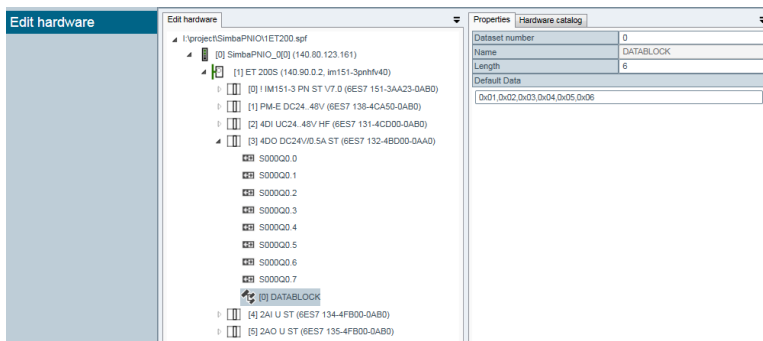 Edit hardware
Edit hardware
I:\project\SimbaPNIO\1ET200.spf
[0] SimbaPNIO_0[0] (140.80.123.161)
[1] ET 200S (140.90.0.2, im151-3pnhfv40)
[0] ! IM151-3 PN ST V7.0 (6ES7 151-3AA23-0AB0)
[1] PM-E DC24..48V (6ES7 138-4CA50-0AB0)
[2] 4DI UC24..48V HF (6ES7 131-4CD00-0AB0)
[3] 4DO DC24V/0.5A ST (6ES7 132-4BD00-0AA0)
S000Q0.0
S000Q0.1
S000Q0.2
S000Q0.3
S000Q0.4
S000Q0.5
S000Q0.6
S000Q0.7
[0] DATABLOCK
[4] 2AI U ST (6ES7 134-4FB00-0AB0)
[5] 2AO U ST (6ES7 135-4FB00-0AB0)
Properties Hardware catalog
Dataset number 0
Name DATABLOCK
Length 6
Default Data
0x01,0x02,0x03,0x04,0x05,0x06